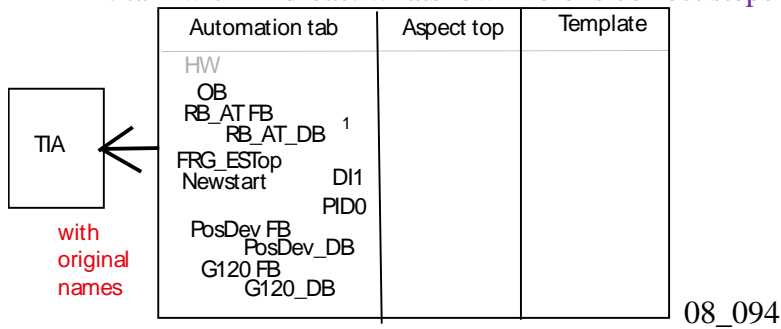 Automation tab Aspect top Template
HW
OB
RB_AT FB
RB_AT_DB 1
FRG_ESTop
Newstart DI1
PID0
PosDev FB
PosDev_DB
G120 FB
G120_DB
TIA
with
original
names
08_094